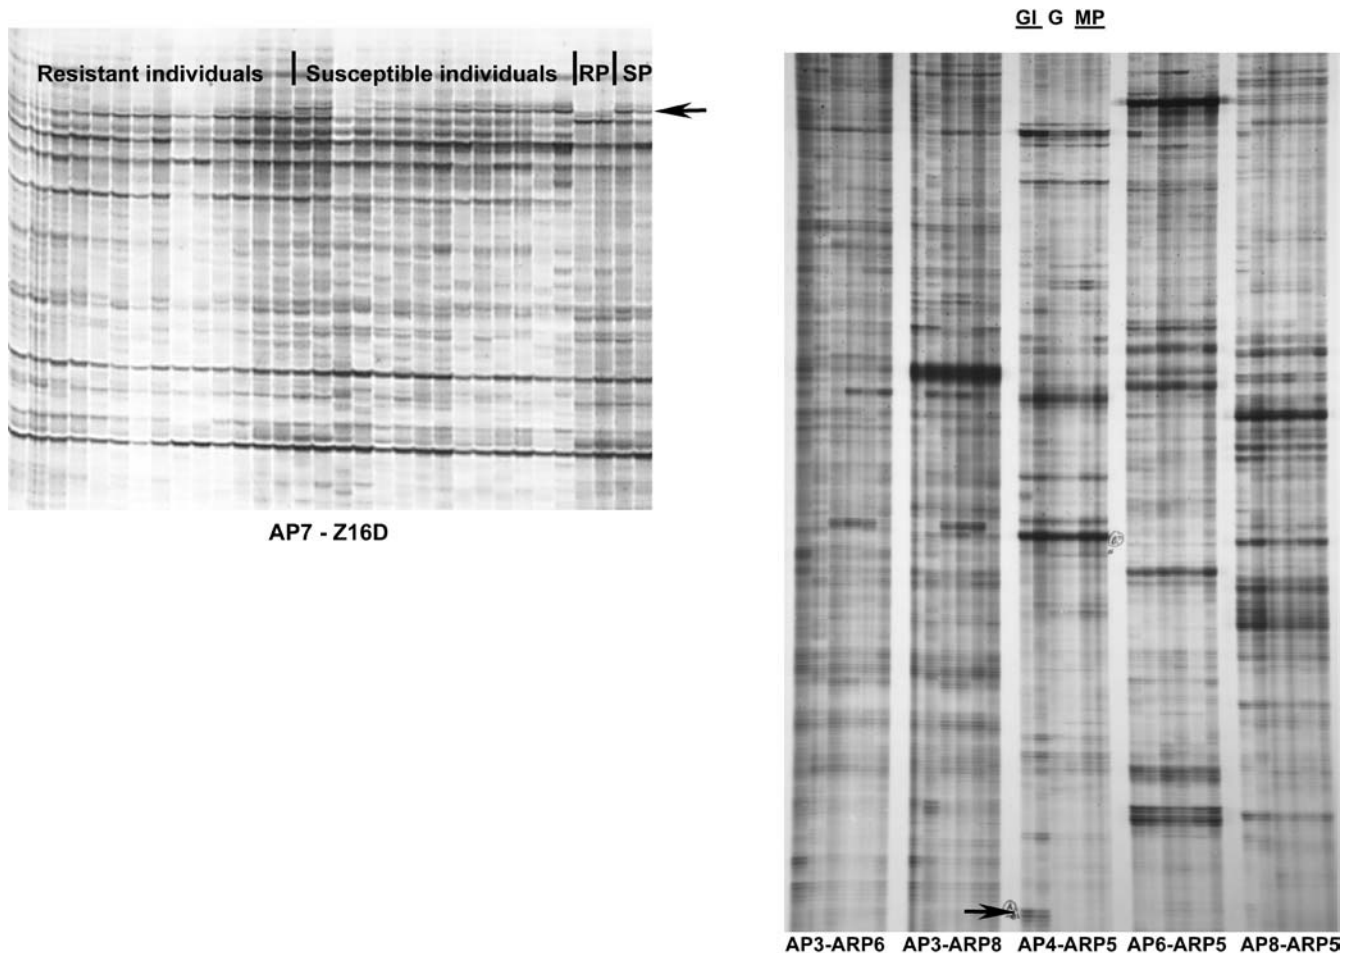 GI G MP
Resistant individuals Susceptible individuals RP SP
AP7 - Z16D
AP3-ARP6 AP3-ARP8 AP4-ARP5 AP6-ARP5 AP8-ARP5